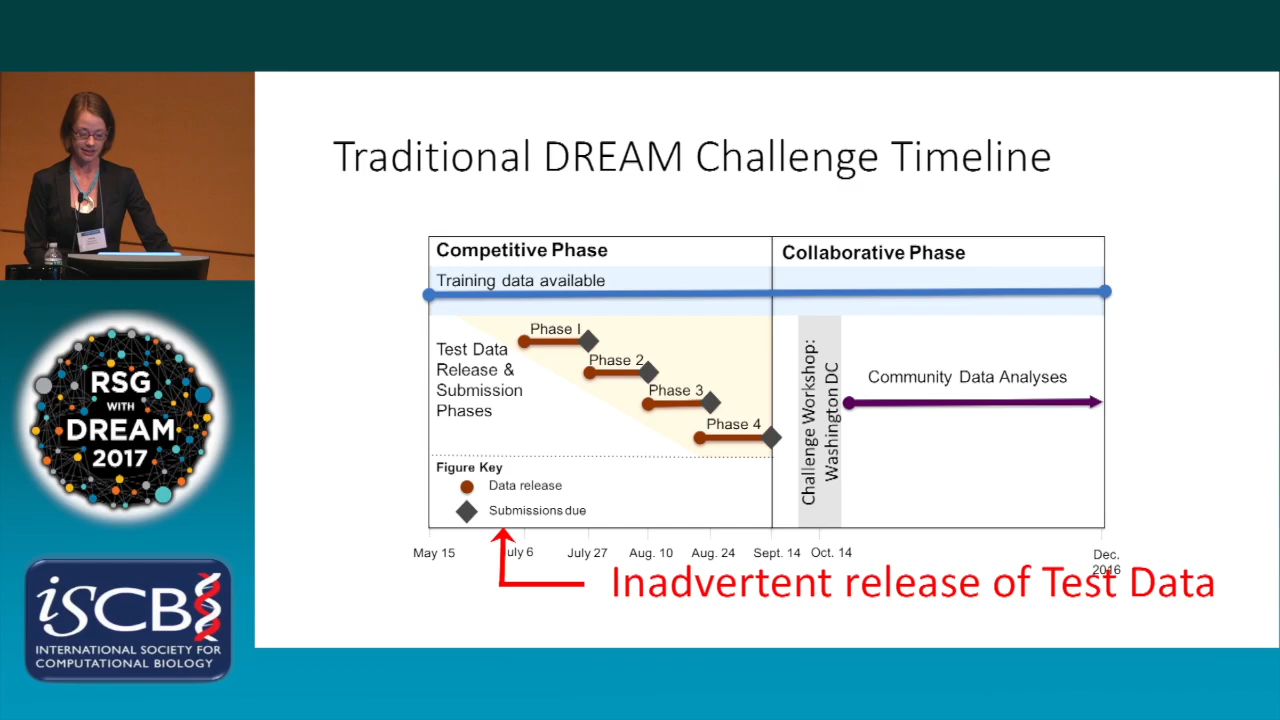 Traditional DREAM Challenge Timeline
Competitive Phase
Collaborative Phase
Training data available
Test Data
Release &
Submission
Phases
Phase I
Phase 2
Phase 3
Phase 4
Challenge Workshop:
Washington DC
Community Data Analyses
Figure Key
Data release
Submissions due
May 15
July 6
July 27
Aug. 10
Aug. 24
Sept. 14
Oct. 14
Dec.
2016
Inadvertent release of Test Data
RSG
WITH
DREAM
2017
iSCB
INTERNATIONAL SOCIETY FOR
COMPUTATIONAL BIOLOGY